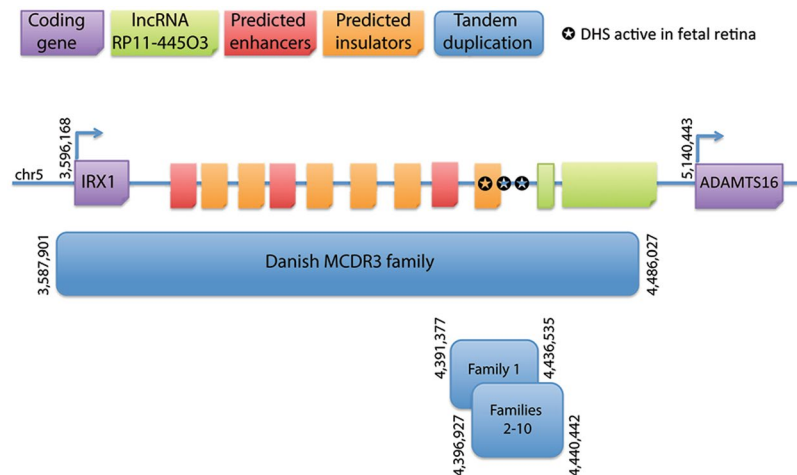 Coding
gene
lncRNA
RP11-445O3
Predicted
enhancers
Predicted
insulators
Tandem
duplication
DHS active in fetal retina
chr5
3,596,168
IRX1
5,140,443
ADAMTS16
3,587,901
Danish MCDR3 family
4,486,027
4,391,377
Family 1
4,436,535
4,396,927
Families
2-10
4,440,442